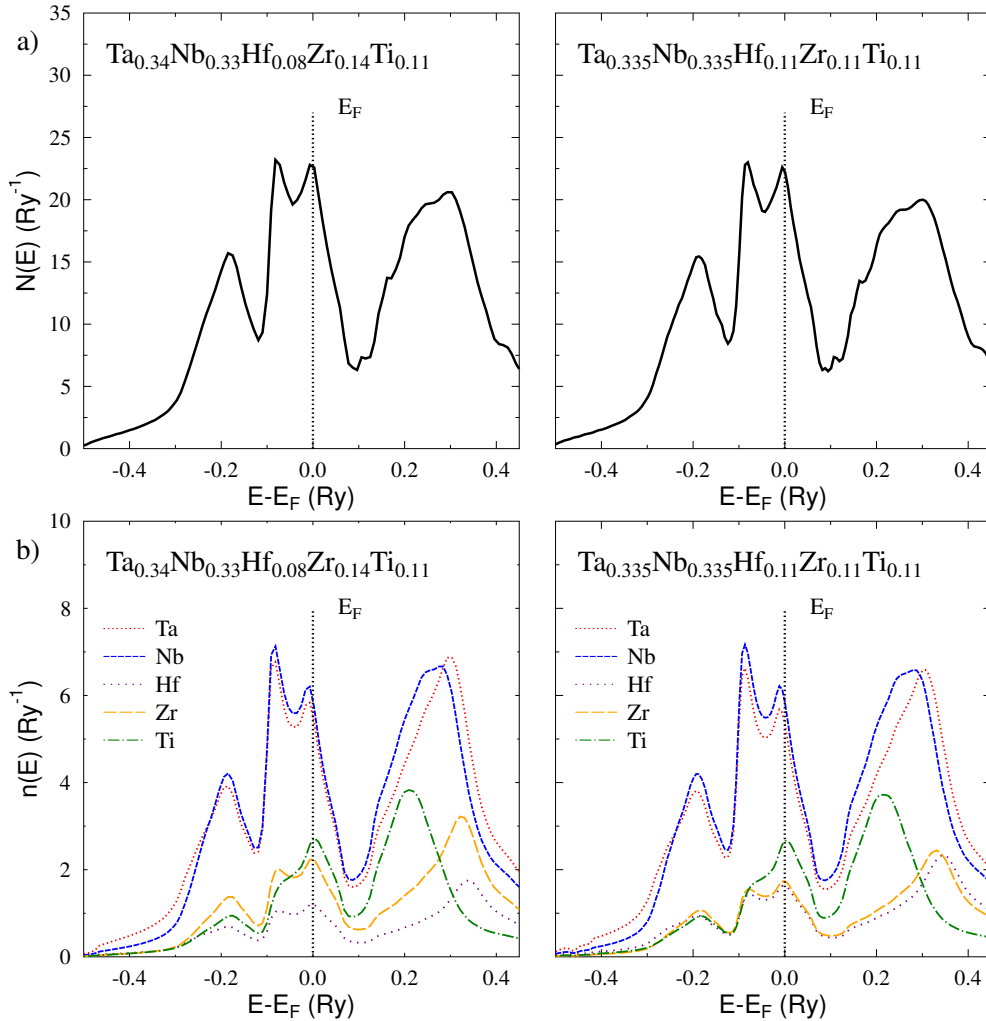 a)
Ta0.34Nb0.33Hf0.08Zr0.14Ti0.11
EF
N(E) (Ry-1)
35
30
25
20
15
10
5
0
-0.4 -0.2 0.0 0.2 0.4
E-EF (Ry)
Ta0.335Nb0.335Hf0.11Zr0.11Ti0.11
EF
-0.4 -0.2 0.0 0.2 0.4
E-EF (Ry)
b)
Ta0.34Nb0.33Hf0.08Zr0.14Ti0.11
EF
Ta
Nb
Hf
Zr
Ti
n(E) (Ry-1)
10
8
6
4
2
0
-0.4 -0.2 0.0 0.2 0.4
E-EF (Ry)
Ta0.335Nb0.335Hf0.11Zr0.11Ti0.11
EF
Ta
Nb
Hf
Zr
Ti
-0.4 -0.2 0.0 0.2 0.4
E-EF (Ry)